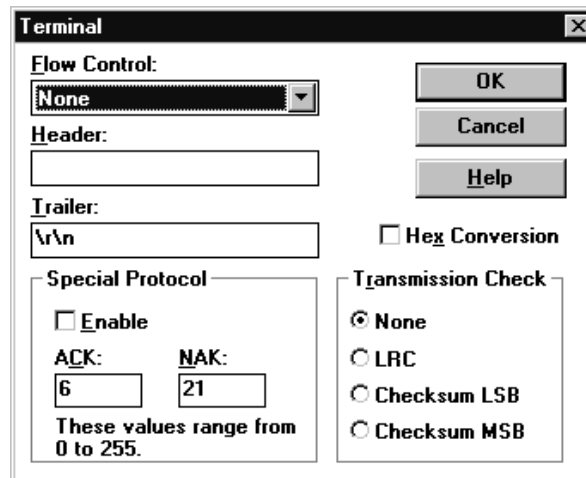 Terminal
Flow Control:
None
Header:
Trailer:
\r\n
OK
Cancel
Help
Hex Conversion
Special Protocol
Enable
ACK:
NAK:
6
21
These values range from
0 to 255.
Transmission Check
None
LRC
Checksum LSB
Checksum MSB